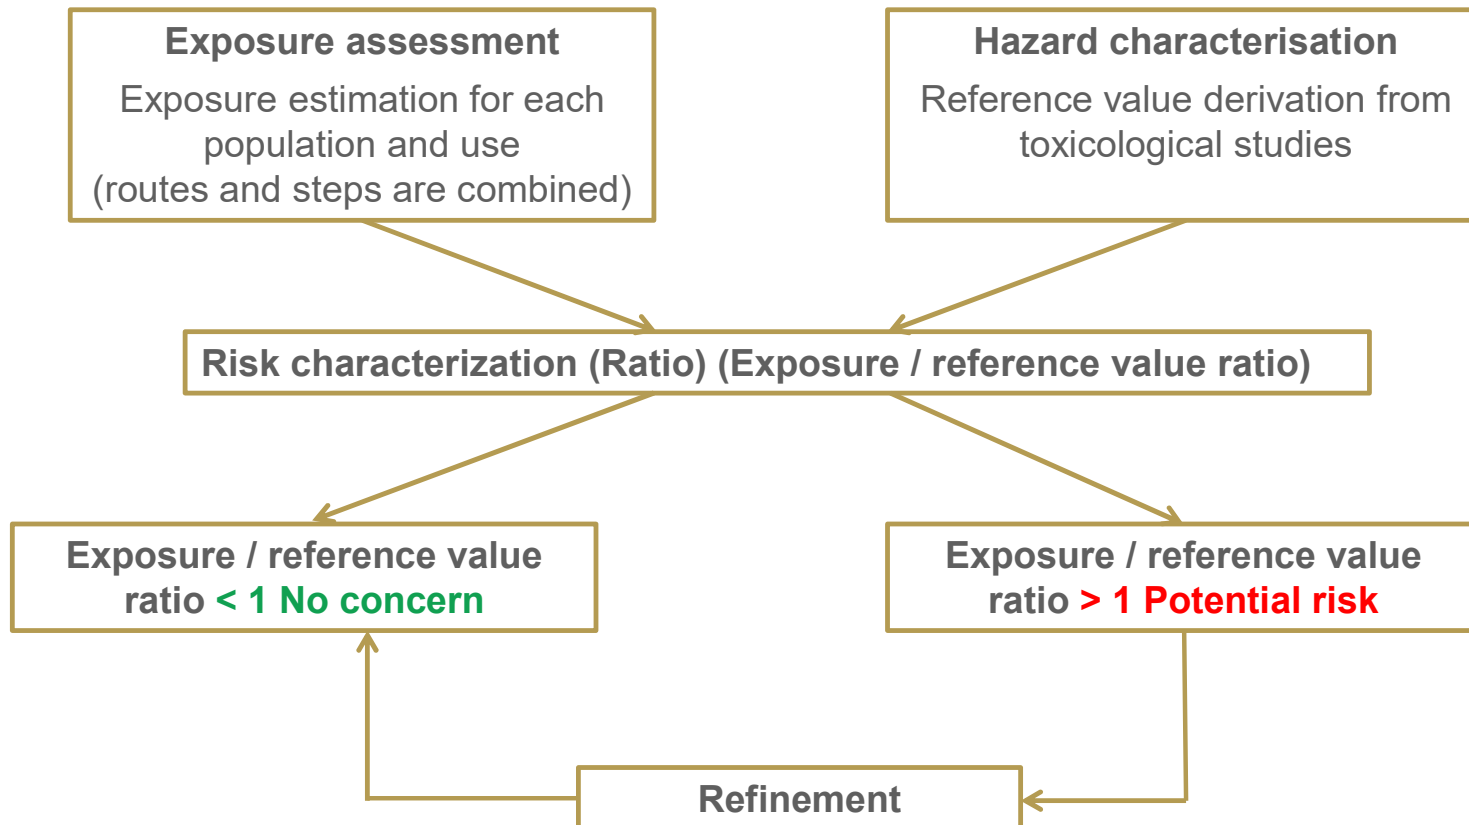 Exposure assessment
Exposure estimation for each
population and use
(routes and steps are combined)
Hazard characterisation
Reference value derivation from
toxicological studies
Risk characterization (Ratio) (Exposure / reference value ratio)
Exposure / reference value
ratio < 1 No concern
Exposure / reference value
ratio > 1 Potential risk
Refinement